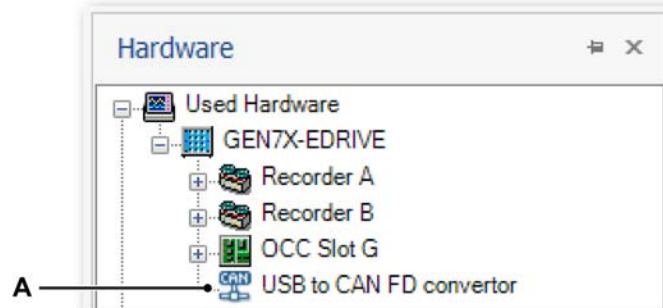 Hardware
Used Hardware
GEN7X-EDRIVE
Recorder A
Recorder B
OCC Slot G
A CAN USB to CAN FD convertor